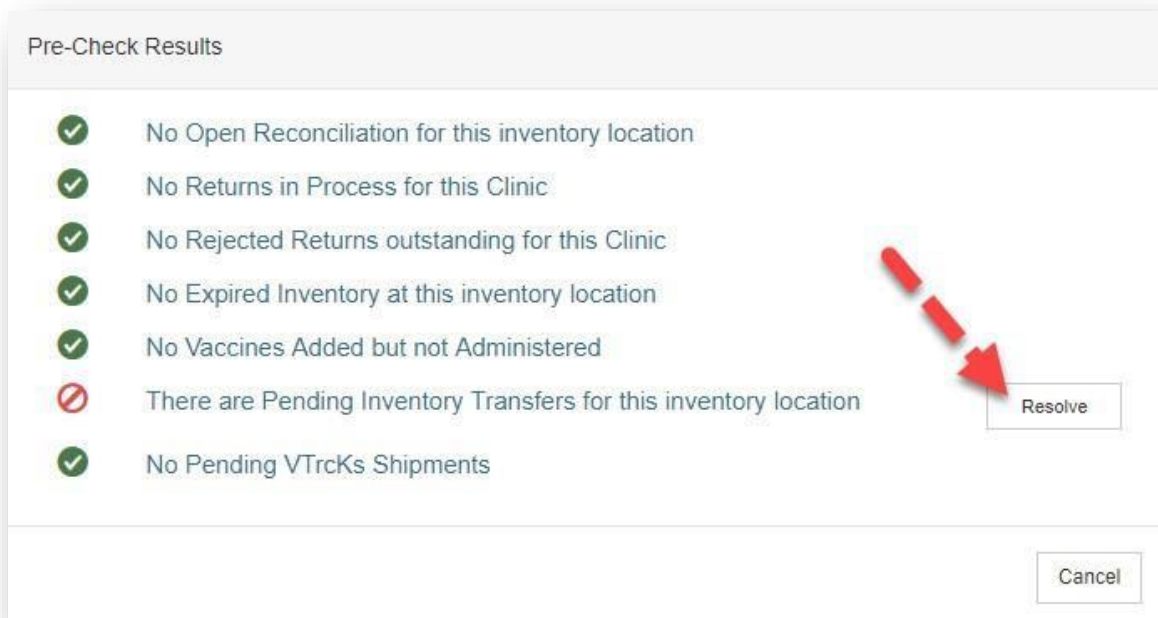 Pre-Check Results
No Open Reconciliation for this inventory location
No Returns in Process for this Clinic
No Rejected Returns outstanding for this Clinic
No Expired Inventory at this inventory location
No Vaccines Added but not Administered
There are Pending Inventory Transfers for this inventory location
Resolve
No Pending VTrcKs Shipments
Cancel